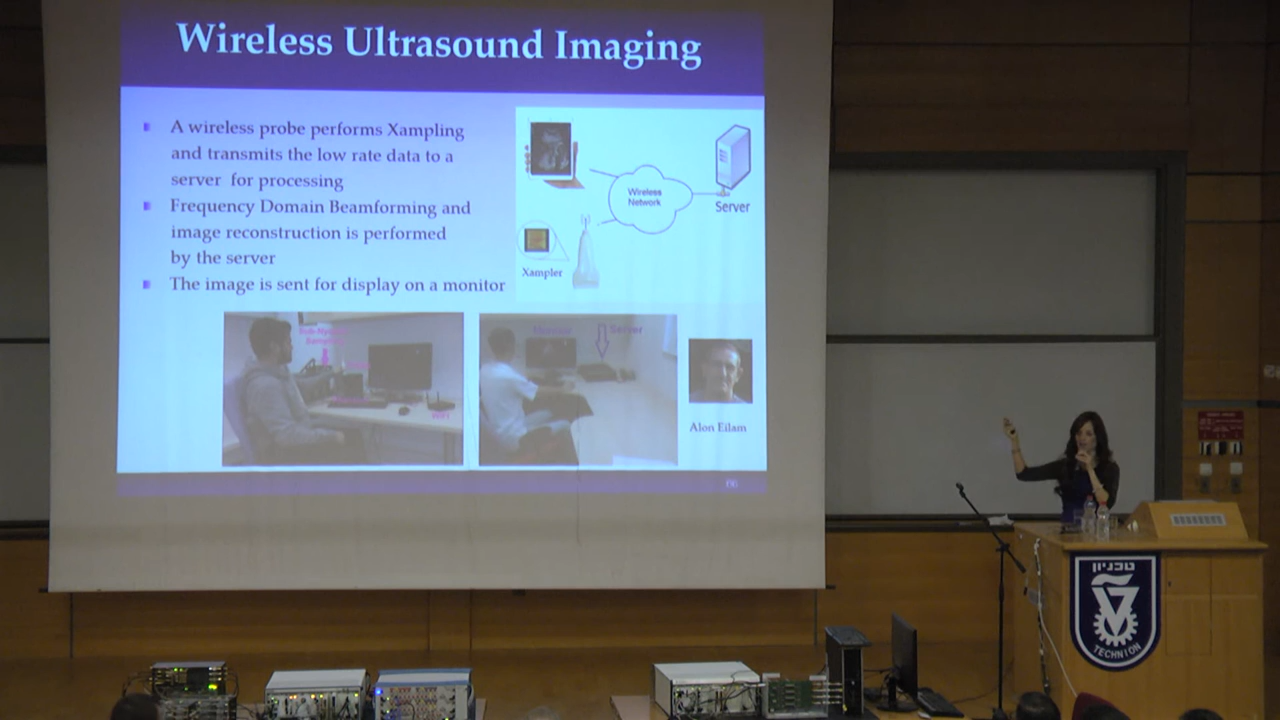 Wireless Ultrasound Imaging
A wireless probe performs Xampling
and transmits the low rate data to a
server for processing
Frequency Domain Beamforming and
image reconstruction is performed
by the server
The image is sent for display on a monitor
Wireless
Network
Server
Xampler
Server
WiFi
Alon Eilam
66
טכניון
TECHNION